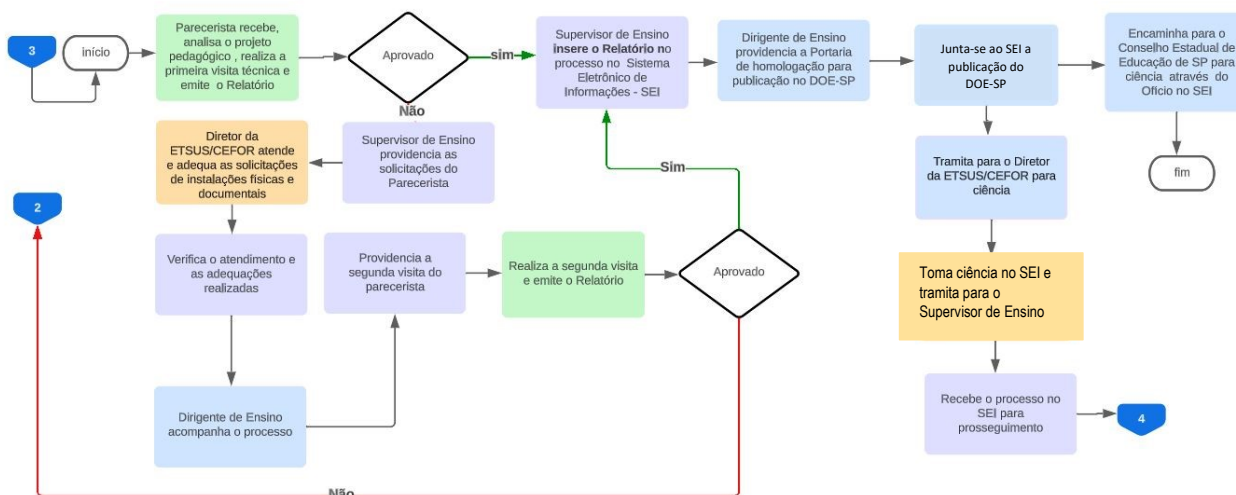 3
início
Parecerista recebe,
analisa o projeto
pedagógico , realiza a
primeira visita técnica e
emite o Relatório
Aprovado
sim
Supervisor de Ensino
insere o Relatório no
processo no Sistema
Eletrônico de
Informações - SEI
Dirigente de Ensino
providencia a Portaria
de homologação para
publicação no DOE-SP
Junta-se ao SEI a
publicação do
DOE-SP
Encaminha para o
Conselho Estadual de
Educação de SP para
ciência através do
Ofício no SEI
fim
Não
Supervisor de Ensino
providencia as
solicitações do
Parecerista
Diretor da
ETSUS/CEFOR atende
e adequa as solicitações
de instalações físicas e
documentais
Verifica o atendimento e
as adequações
realizadas
Dirigente de Ensino
acompanha o processo
Providencia a
segunda visita do
parecerista
Realiza a segunda visita
e emite o Relatório
Aprovado
Sim
Não
2
Tramita para o Diretor
da ETSUS/CEFOR para
ciência
Toma ciência no SEI e
tramita para o
Supervisor de Ensino
Recebe o processo no
SEI para
prosseguimento
4